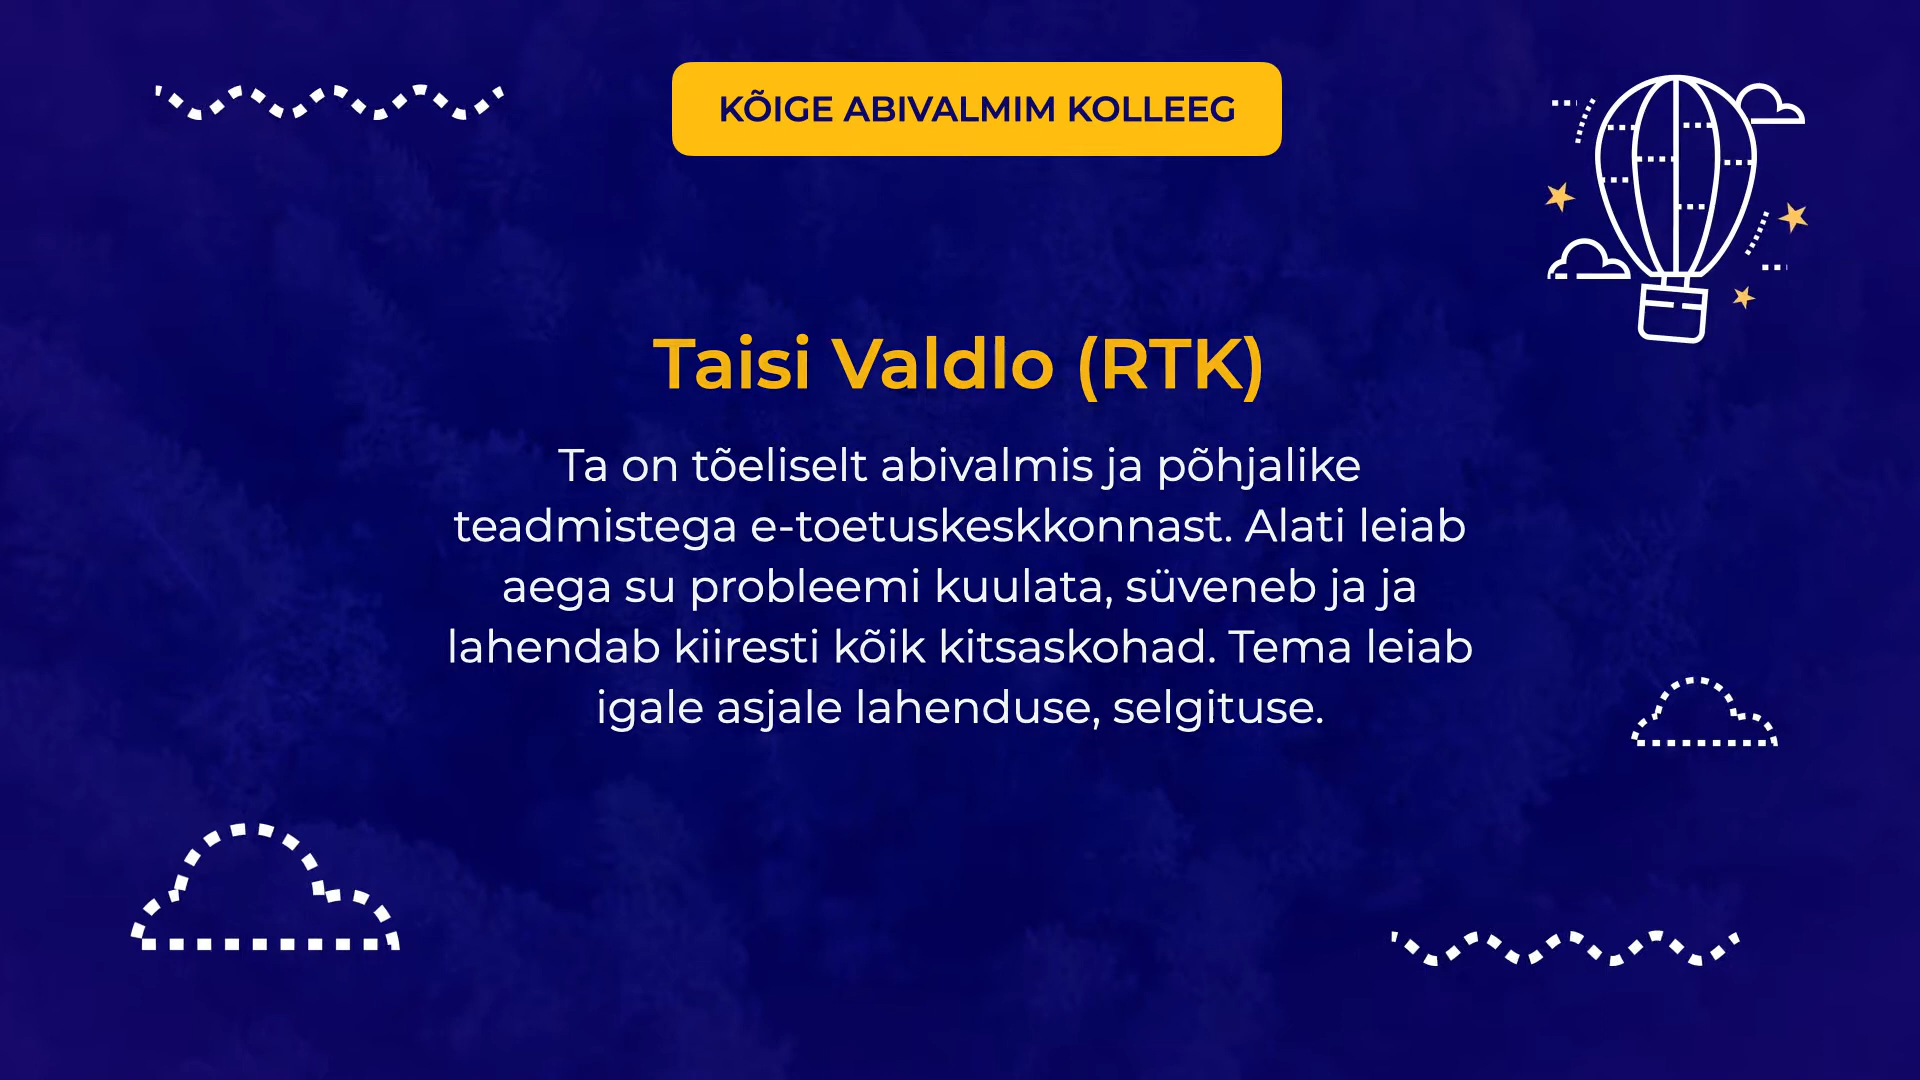 KÕIGE ABIVALMIM KOLLEEG
Taisi Valdlo (RTK)
Ta on tõeliselt abivalmis ja põhjalike
teadmistega e-toetuskeskkonnast. Alati leiab
aega su probleemi kuulata, süveneb ja ja
lahendab kiiresti kõik kitsaskohad. Tema leiab
igale asjale lahenduse, selgituse.